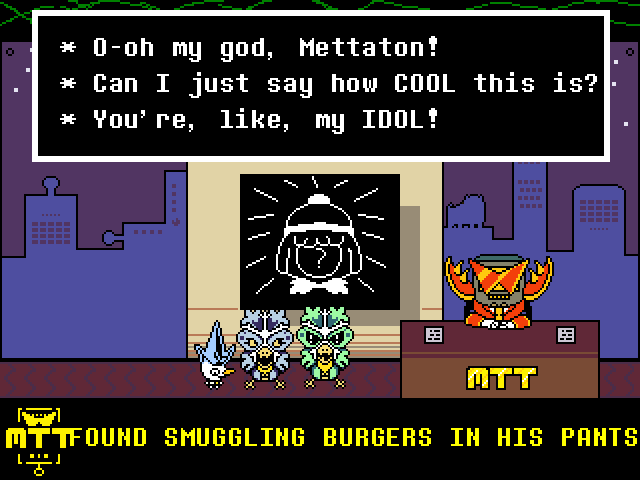 * O-oh my god, Mettaton!
* Can I just say how COOL this is?
* You're, like, my IDOL!
?
MTT
MTT FOUND SMUGGLING BURGERS IN HIS PANTS